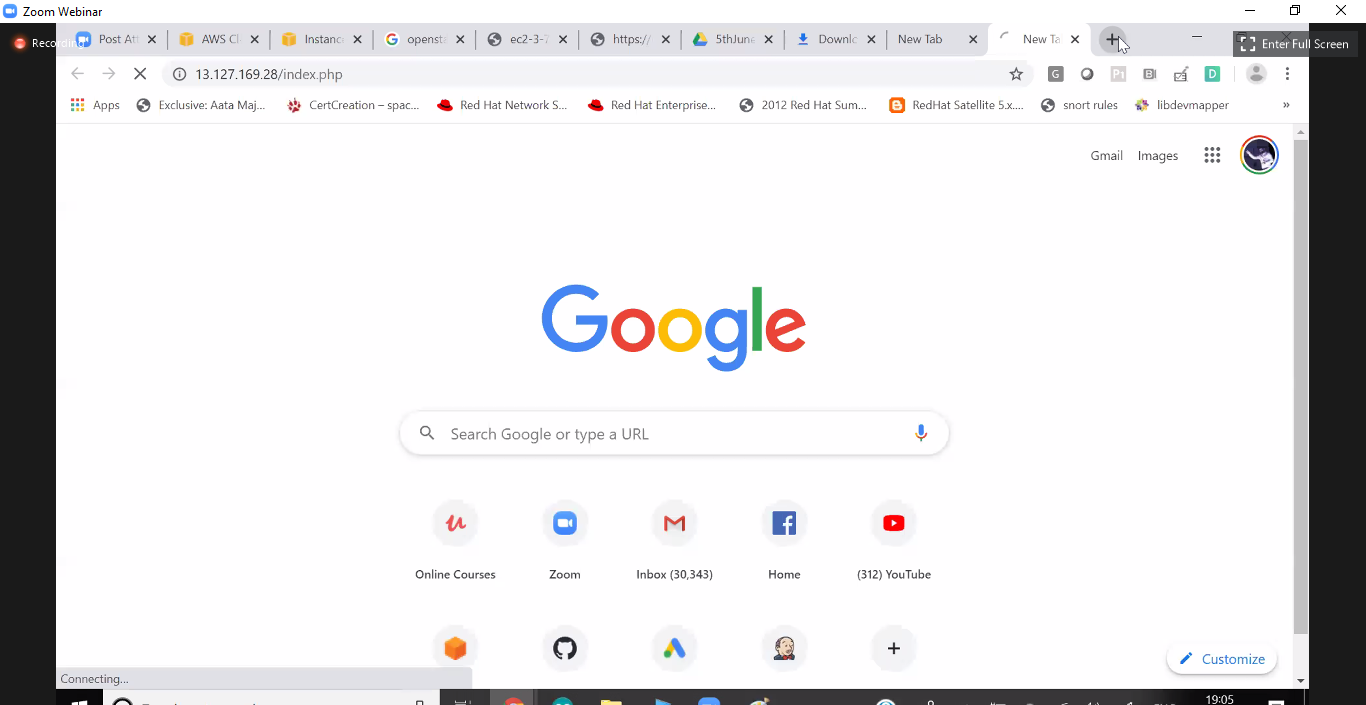 Zoom Webinar
Recording
Post Att
AWS Cl
Instance
opensta
ec2-3-7
https:/
5thJune
Downlo
New Tab
New Ta
Enter Full Screen
13.127.169.28/index.php
Apps
Exclusive: Aata Maj...
CertCreation – spac...
Red Hat Network S...
Red Hat Enterprise...
2012 Red Hat Sum...
RedHat Satellite 5.x....
snort rules
libdevmapper
»
Gmail
Images
Google
Search Google or type a URL
Online Courses
Zoom
Inbox (30,343)
Home
(312) YouTube
Customize
Connecting...
19:05